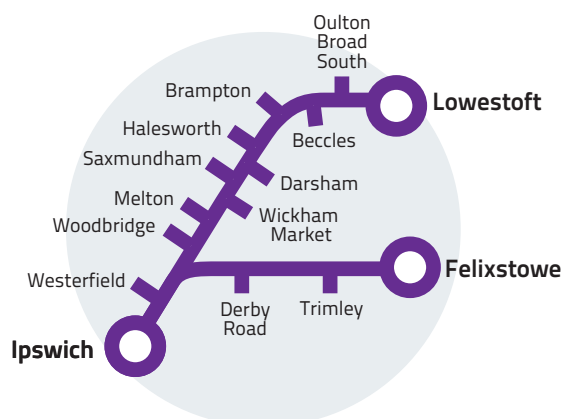 Oulton
Broad
South
Brampton
Lowestoft
Halesworth
Beccles
Saxmundham
Darsham
Melton
Wickham
Market
Woodbridge
Westerfield
Felixstowe
Derby
Road
Trimley
Ipswich